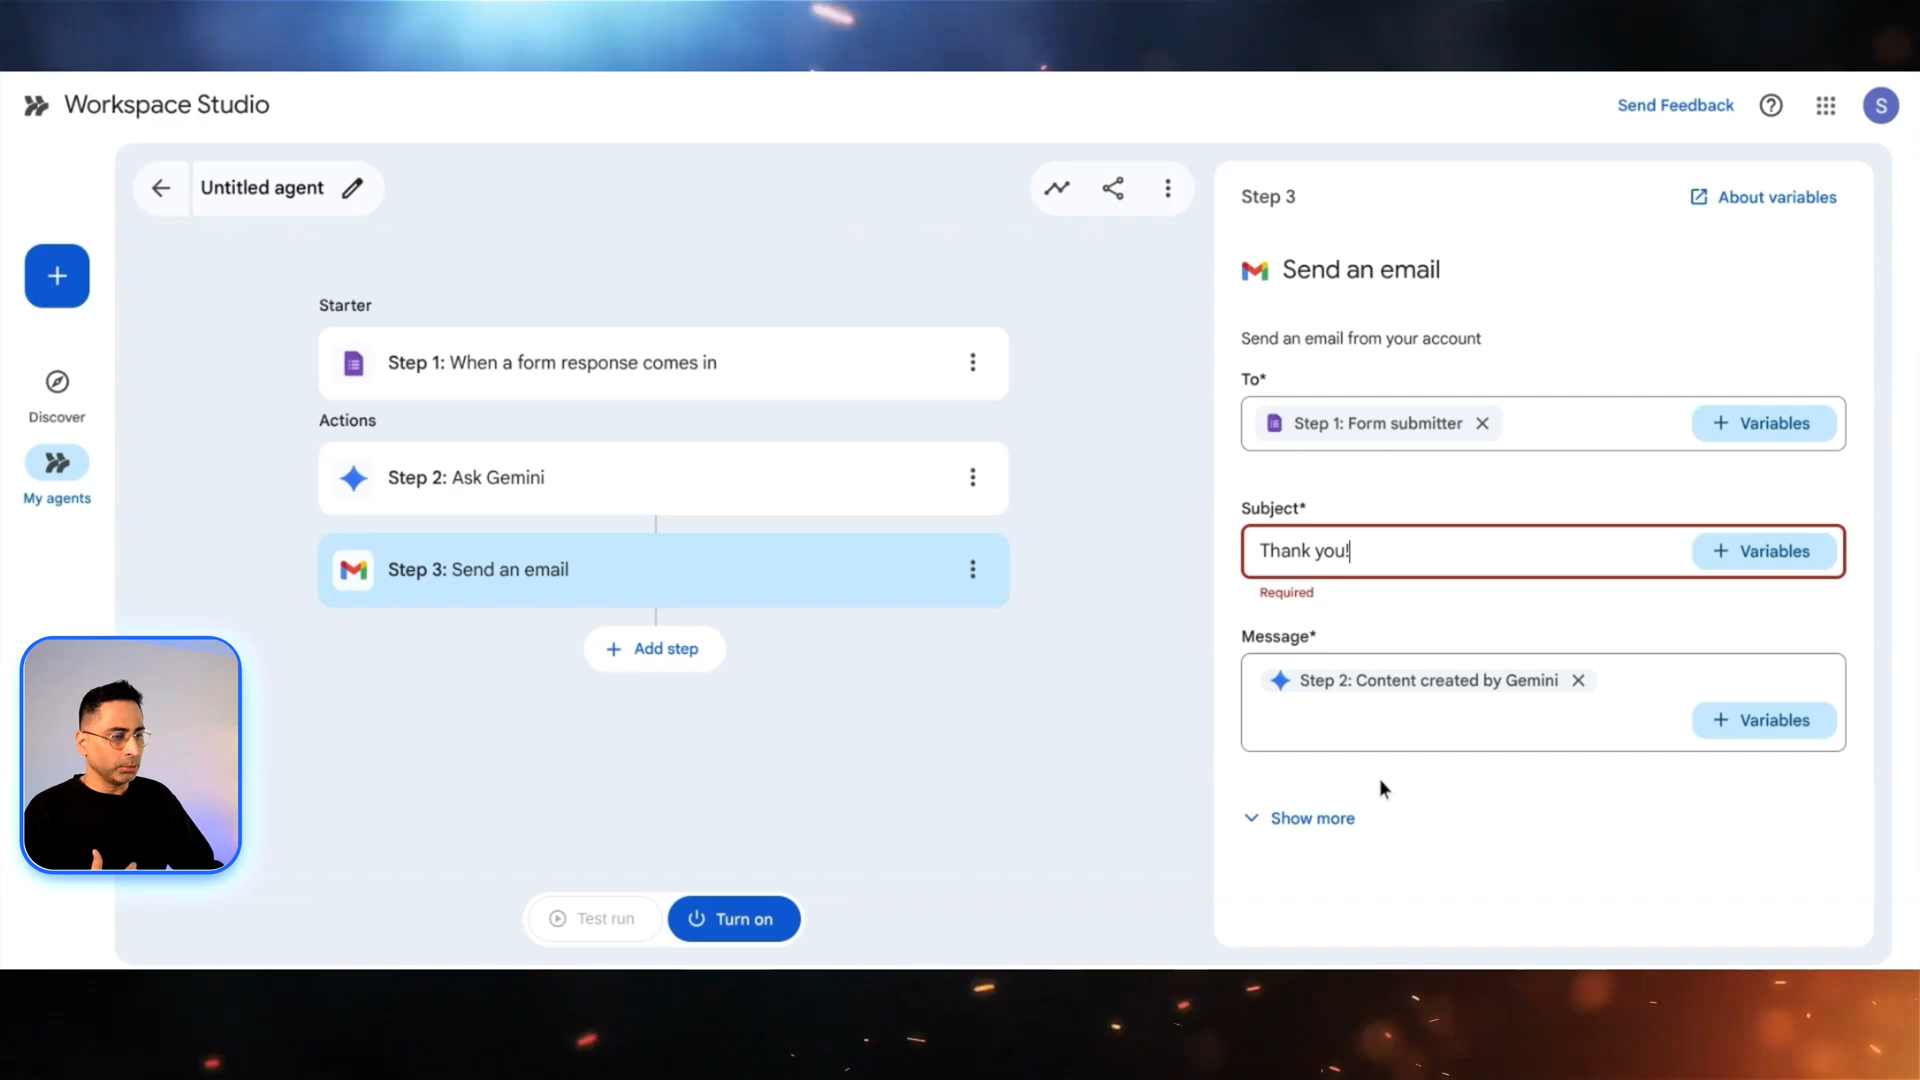 Workspace Studio
Send Feedback
S
Untitled agent
Discover
My agents
Starter
Step 1: When a form response comes in
Actions
Step 2: Ask Gemini
Step 3: Send an email
+ Add step
Test run
Turn on
Step 3
About variables
Send an email
Send an email from your account
To*
Step 1: Form submitter
+ Variables
Subject*
Thank you!
+ Variables
Required
Message*
Step 2: Content created by Gemini
+ Variables
Show more